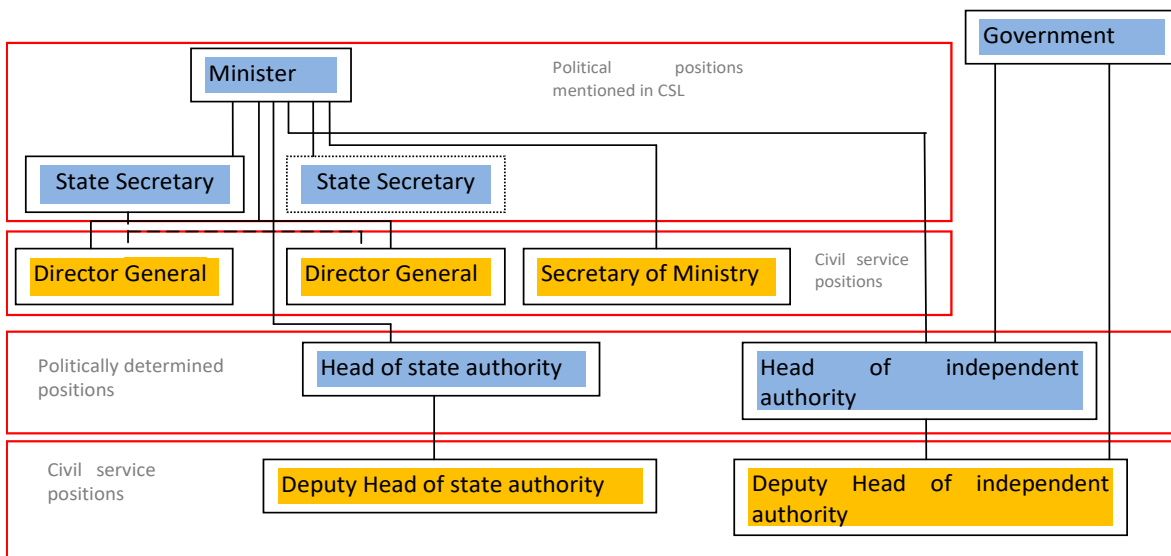 Government
Minister
Political positions
mentioned in CSL
State Secretary
State Secretary
Director General
Director General
Secretary of Ministry
Civil service
positions
Politically determined
positions
Head of state authority
Head of independent
authority
Civil service
positions
Deputy Head of state authority
Deputy Head of independent
authority